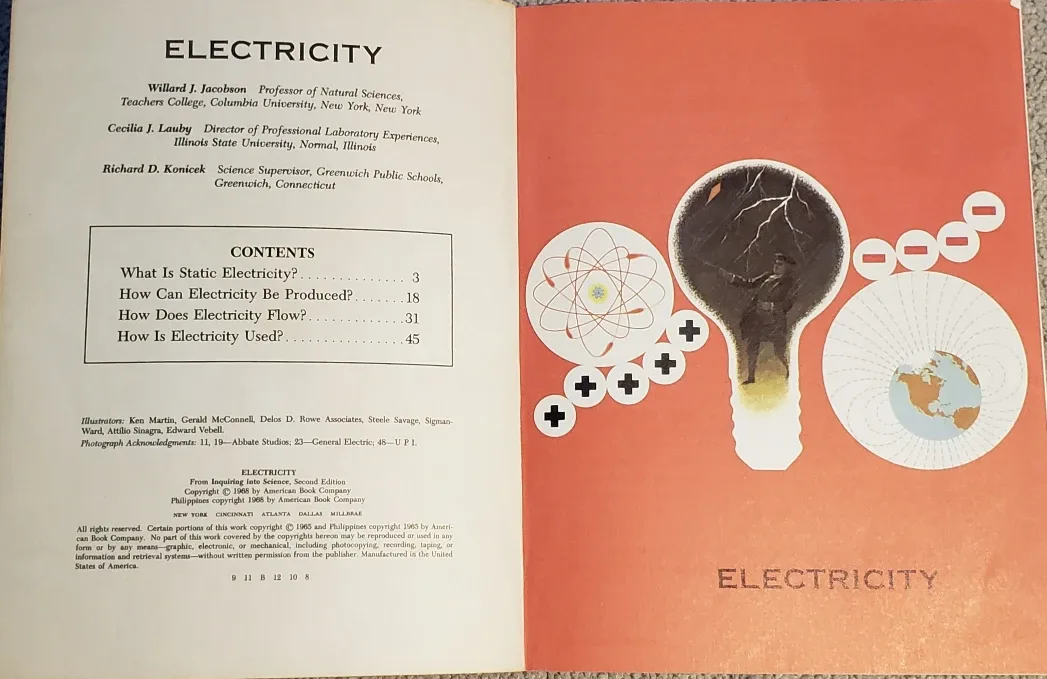 ELECTRICITY
Willard J. Jacobson Professor of Natural Sciences,
Teachers College, Columbia University, New York, New York
Cecilia J. Lauby Director of Professional Laboratory Experiences,
Illinois State University, Normal, Illinois
Richard D. Konicek Science Supervisor, Greenwich Public Schools,
Greenwich, Connecticut
CONTENTS
What Is Static Electricity? . . . . . . . . . . . . . 3
How Can Electricity Be Produced? . . . . . . . 18
How Does Electricity Flow? . . . . . . . . . . . . 31
How Is Electricity Used? . . . . . . . . . . . . . . . 45
Illustrators: Ken Martin, Gerald McConnell, Delos D. Rowe Associates, Steele Savage, Sigman-
Ward, Attilio Sinagra, Edward Vebell.
Photograph Acknowledgments: 11, 19—Abbate Studios; 23—General Electric; 48—U P I.
ELECTRICITY
From Inquiring into Science, Second Edition
Copyright © 1968 by American Book Company
Philippines copyright 1968 by American Book Company
NEW YORK CINCINNATI ATLANTA DALLAS MILLBRAE
All rights reserved. Certain portions of this work copyright © 1965 and Philippines copyright 1965 by Ameri-
can Book Company. No part of this work covered by the copyrights hereon may be reproduced or used in any
form or by any means—graphic, electronic, or mechanical, including photocopying, recording, taping, or
information and retrieval systems—without written permission from the publisher. Manufactured in the United
States of America.
9 11 B 12 10 8
ELECTRICITY